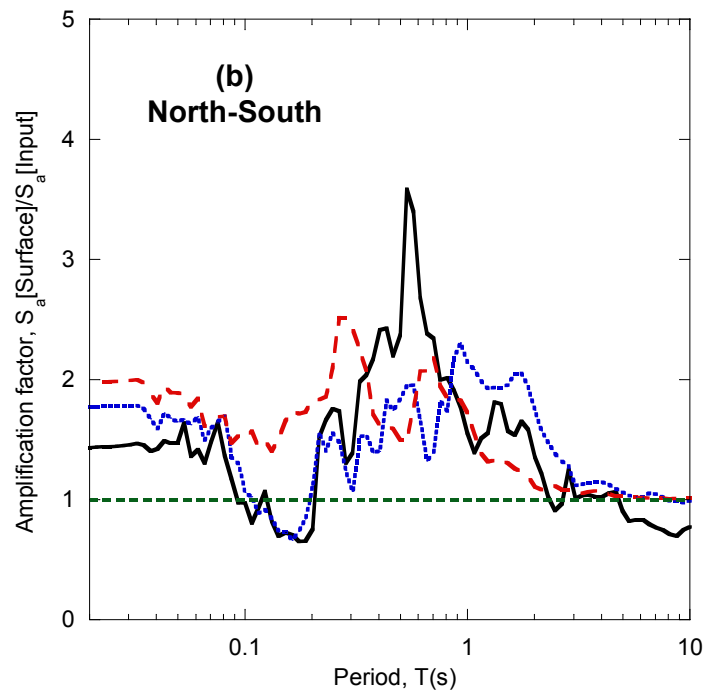 (b)
North-South
Amplification factor, S_a[Surface]/S_a[Input]
5
4
3
2
1
0
0.1
1
10
Period, T(s)